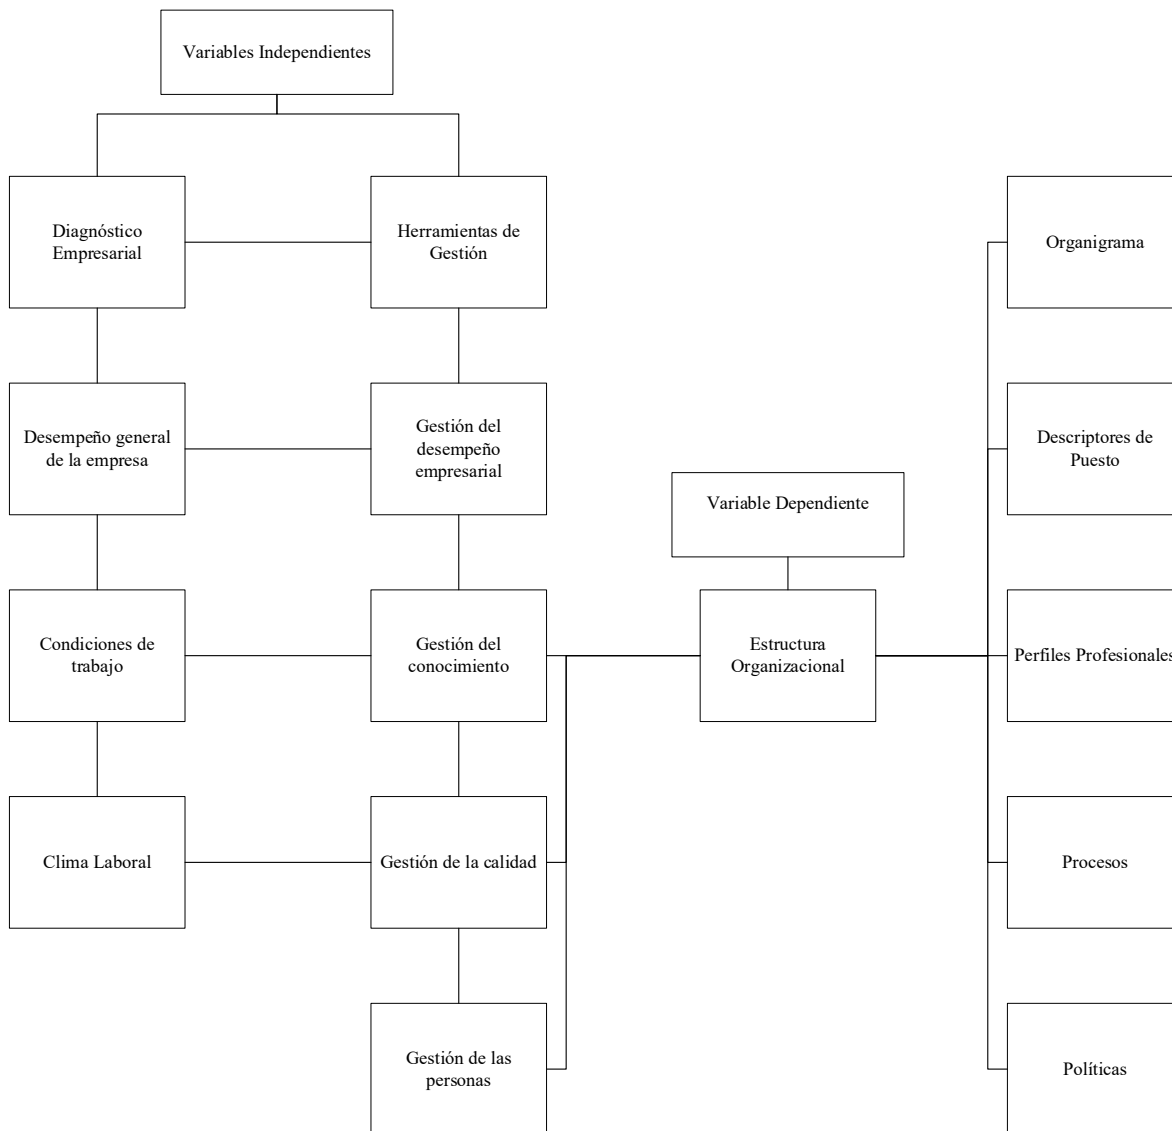 Variables Independientes
Diagnóstico
Empresarial
Herramientas de
Gestión
Organigrama
Desempeño general
de la empresa
Gestión del
desempeño
empresarial
Descriptores de
Puesto
Variable Dependiente
Condiciones de
trabajo
Gestión del
conocimiento
Estructura
Organizacional
Perfiles Profesionales
Clima Laboral
Gestión de la calidad
Procesos
Gestión de las
personas
Políticas